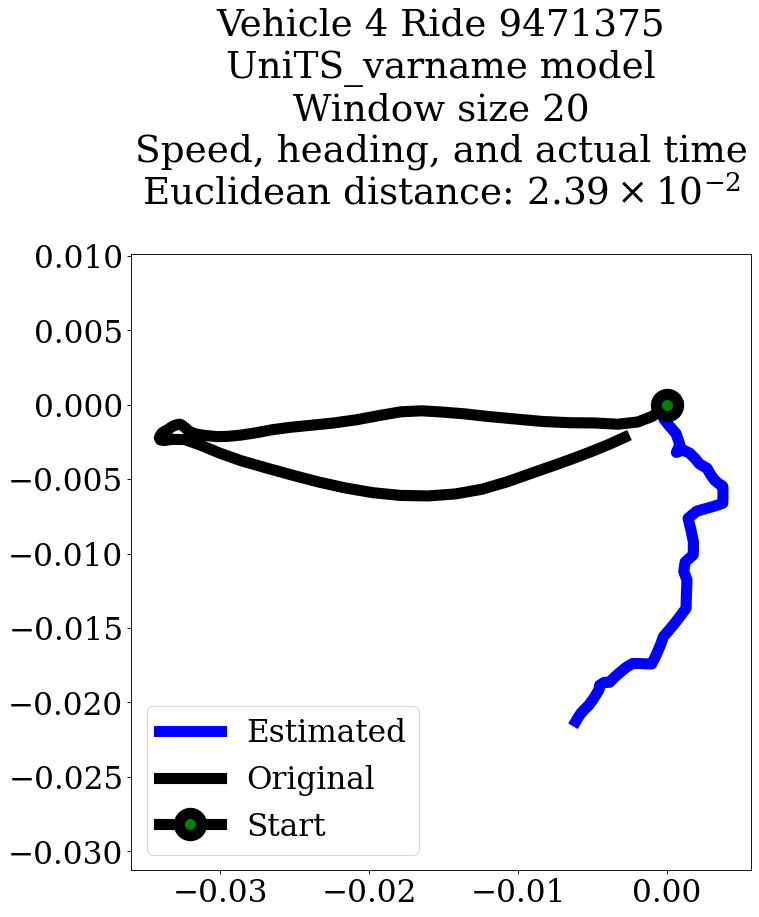 Vehicle 4 Ride 9471375
UniTS_varname model
Window size 20
Speed, heading, and actual time
Euclidean distance: 2.39 × 10⁻²
0.010
0.005
0.000
−0.005
−0.010
−0.015
−0.020
−0.025
−0.030
Estimated
Original
Start
−0.03 −0.02 −0.01 0.00